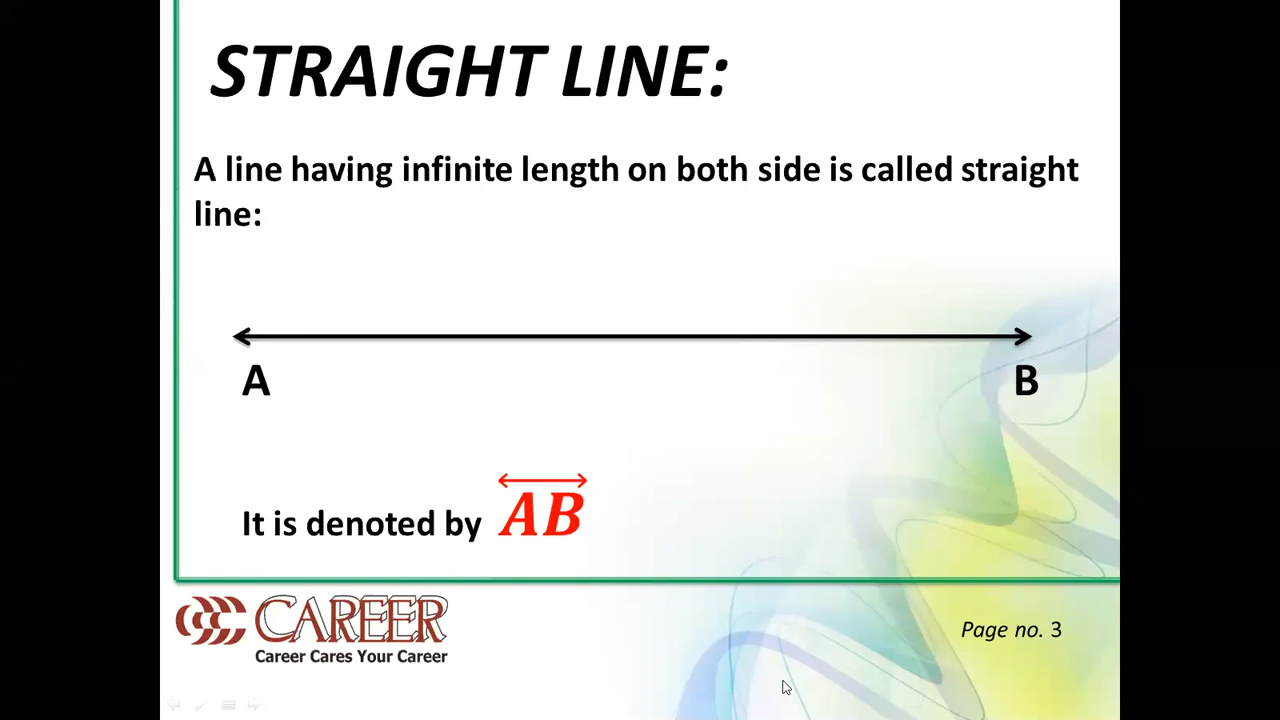 STRAIGHT LINE:
A line having infinite length on both side is called straight
line:
A B
It is denoted by AB
CAREER
Career Cares Your Career
Page no. 3